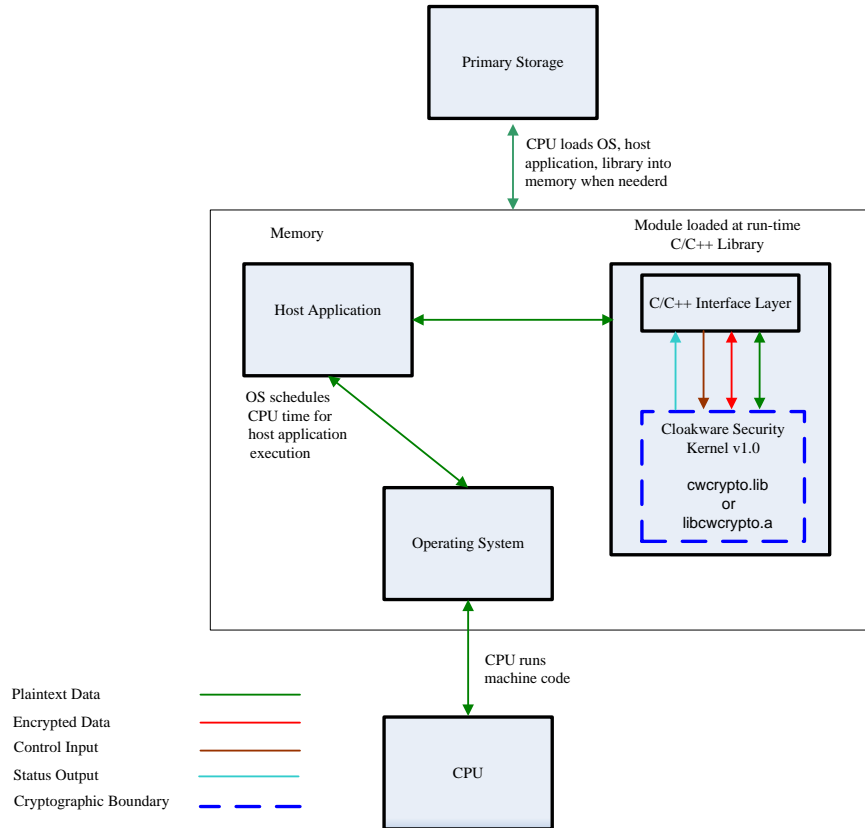 Primary Storage
CPU loads OS, host
application, library into
memory when neederd
Memory
Module loaded at run-time
C/C++ Library
Host Application
C/C++ Interface Layer
OS schedules
CPU time for
host application
execution
Cloakware Security
Kernel v1.0
cwcrypto.lib
or
libcwcrypto.a
Operating System
CPU runs
machine code
CPU
Plaintext Data
Encrypted Data
Control Input
Status Output
Cryptographic Boundary